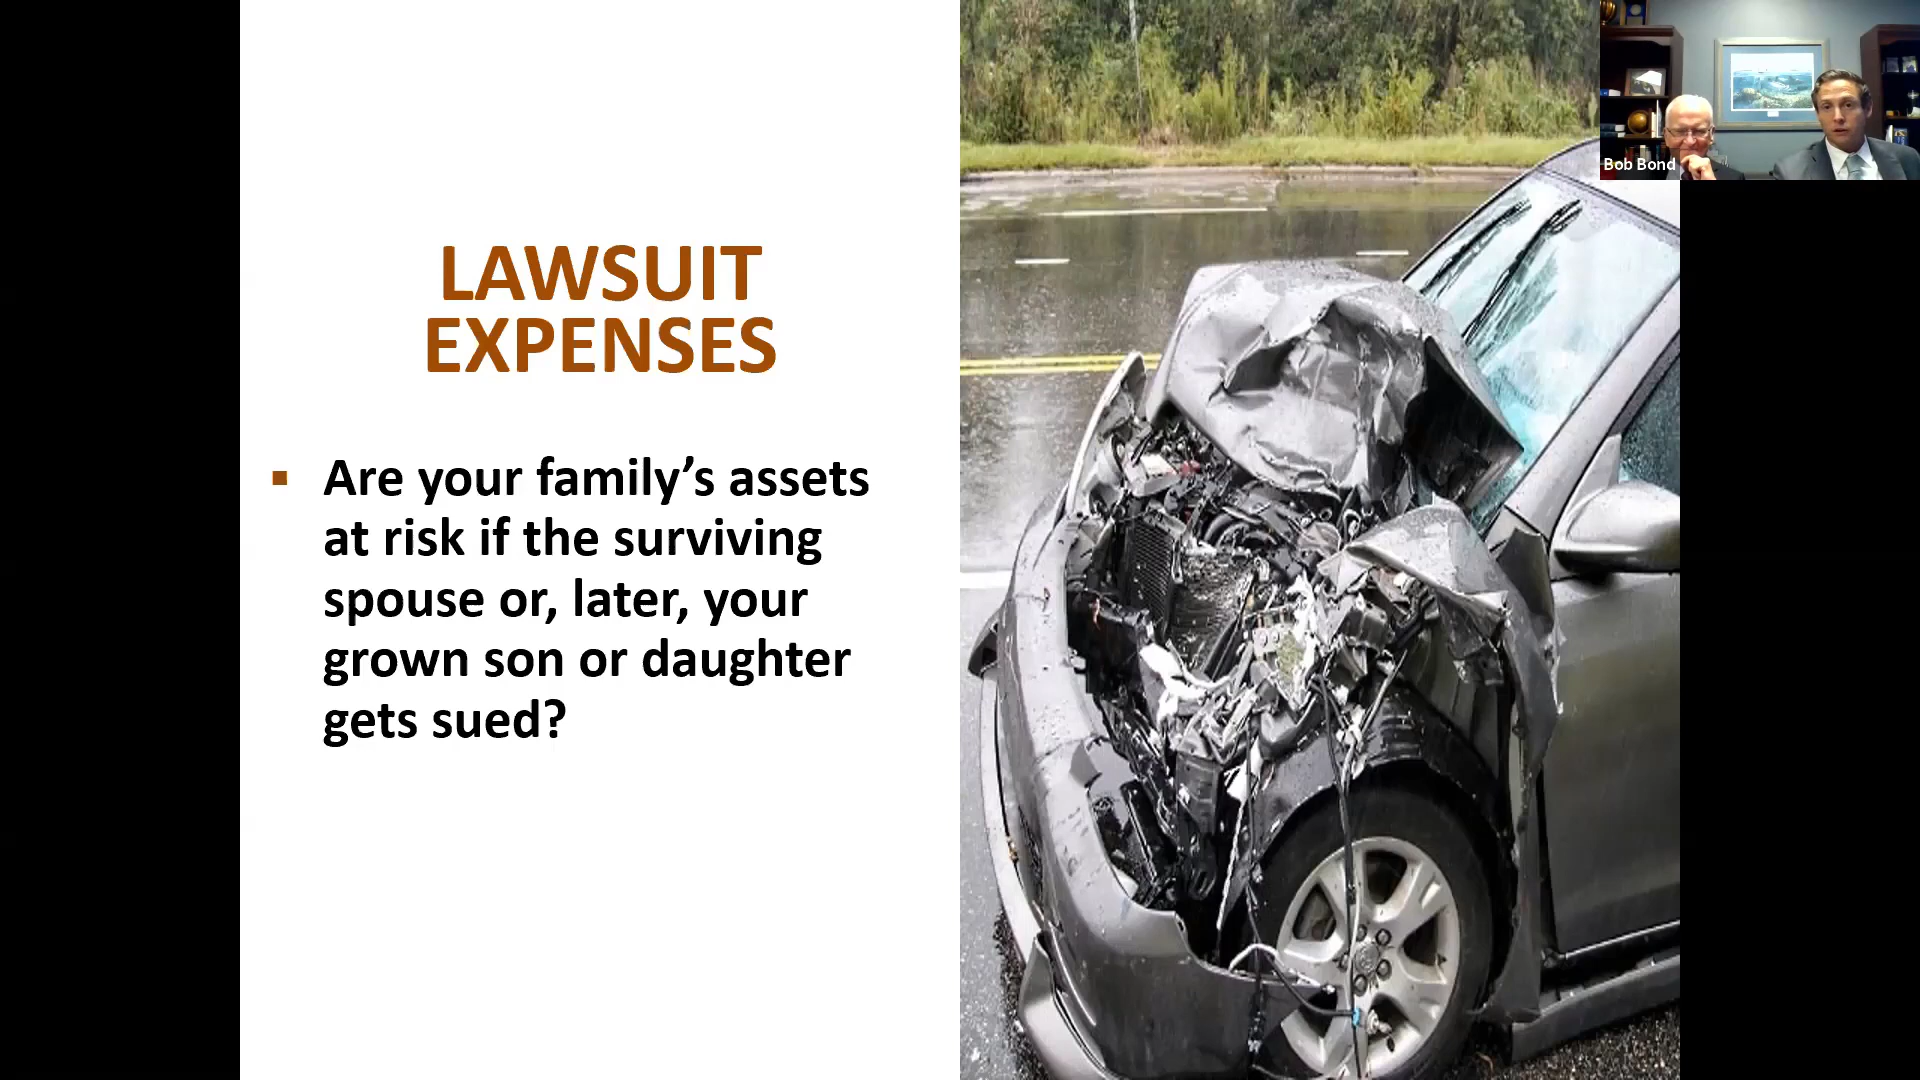 LAWSUIT
EXPENSES
▪ Are your family’s assets
at risk if the surviving
spouse or, later, your
grown son or daughter
gets sued?
Bob Bond